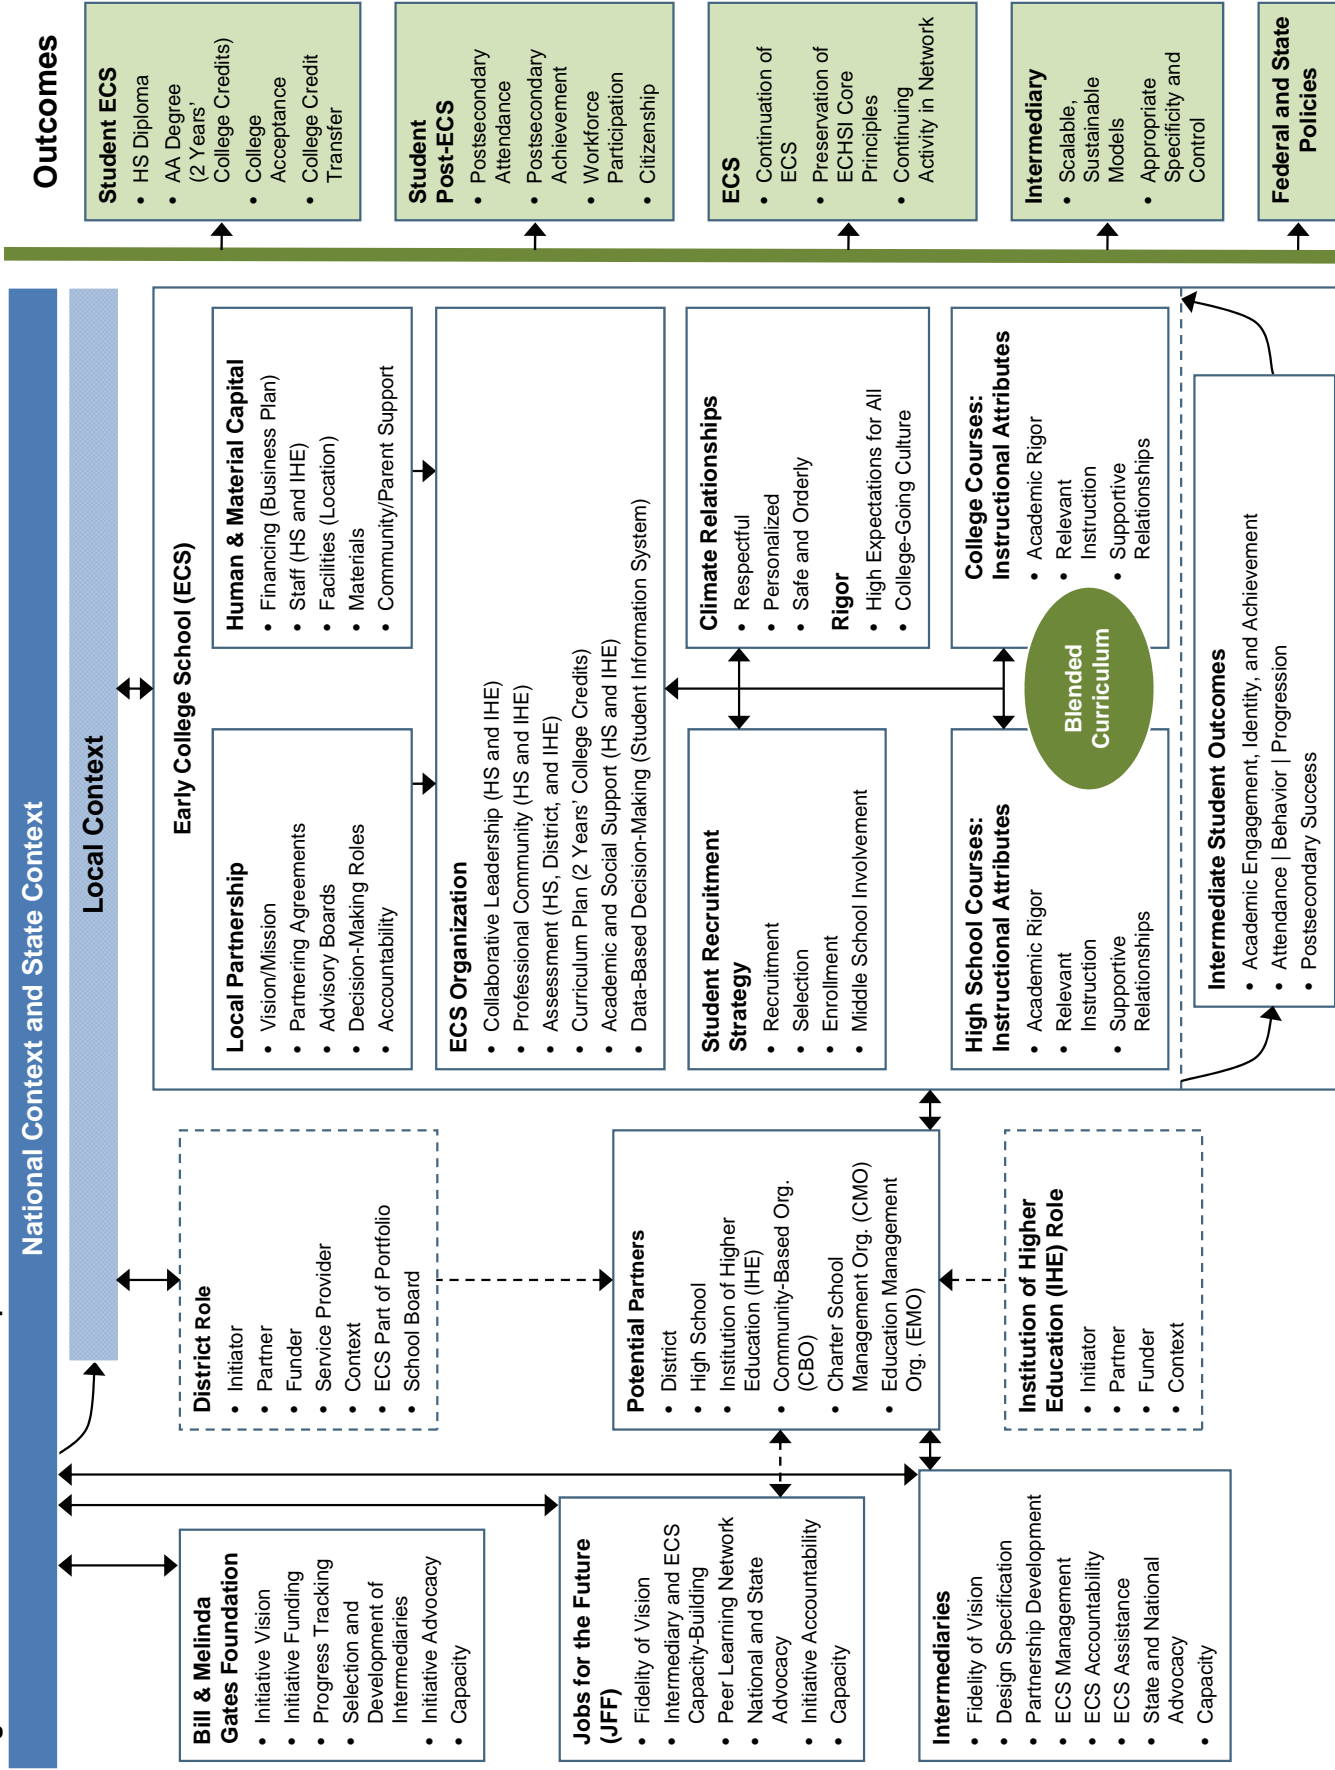 National Context and State Context
Local Context
Bill & Melinda
Gates Foundation
• Initiative Vision
• Initiative Funding
• Progress Tracking
• Selection and
Development of
Intermediaries
• Initiative Advocacy
• Capacity
Jobs for the Future
(JFF)
• Fidelity of Vision
• Intermediary and ECS
Capacity-Building
• Peer Learning Network
• National and State
Advocacy
• Initiative Accountability
• Capacity
Intermediaries
• Fidelity of Vision
• Design Specification
• Partnership Development
• ECS Management
• ECS Accountability
• ECS Assistance
• State and National
Advocacy
• Capacity
District Role
• Initiator
• Partner
• Funder
• Service Provider
• Context
• ECS Part of Portfolio
• School Board
Potential Partners
• District
• High School
• Institution of Higher
Education (IHE)
• Community-Based Org.
(CBO)
• Charter School
Management Org. (CMO)
• Education Management
Org. (EMO)
Institution of Higher
Education (IHE) Role
• Initiator
• Partner
• Funder
• Context
Early College School (ECS)
Local Partnership
• Vision/Mission
• Partnering Agreements
• Advisory Boards
• Decision-Making Roles
• Accountability
Human & Material Capital
• Financing (Business Plan)
• Staff (HS and IHE)
• Facilities (Location)
• Materials
• Community/Parent Support
ECS Organization
• Collaborative Leadership (HS and IHE)
• Professional Community (HS and IHE)
• Assessment (HS, District, and IHE)
• Curriculum Plan (2 Years’ College Credits)
• Academic and Social Support (HS and IHE)
• Data-Based Decision-Making (Student Information System)
Student Recruitment
Strategy
• Recruitment
• Selection
• Enrollment
• Middle School Involvement
Climate Relationships
• Respectful
• Personalized
• Safe and Orderly
Rigor
• High Expectations for All
• College-Going Culture
High School Courses:
Instructional Attributes
• Academic Rigor
• Relevant
Instruction
• Supportive
Relationships
Blended
Curriculum
College Courses:
Instructional Attributes
• Academic Rigor
• Relevant
Instruction
• Supportive
Relationships
Intermediate Student Outcomes
• Academic Engagement, Identity, and Achievement
• Attendance | Behavior | Progression
• Postsecondary Success
Outcomes
Student ECS
• HS Diploma
• AA Degree
(2 Years’
College Credits)
• College
Acceptance
• College Credit
Transfer
Student
Post-ECS
• Postsecondary
Attendance
• Postsecondary
Achievement
• Workforce
Participation
• Citizenship
ECS
• Continuation of
ECS
• Preservation of
ECHSI Core
Principles
• Continuing
Activity in Network
Intermediary
• Scalable,
Sustainable
Models
• Appropriate
Specificity and
Control
Federal and State
Policies